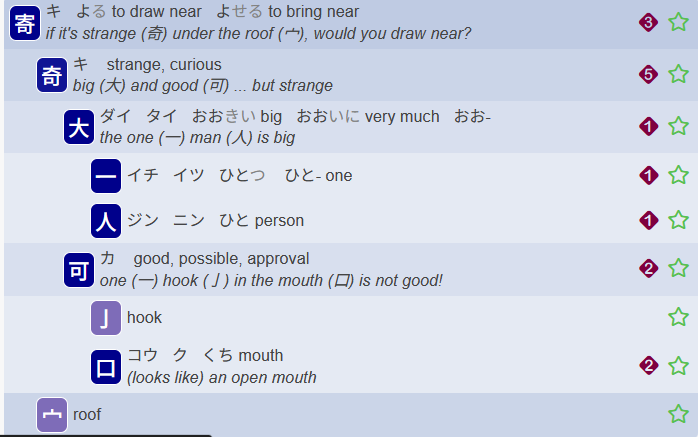 寄 キ よる to draw near よせる to bring near 3
if it's strange (奇) under the roof (宀), would you draw near?
奇 キ strange, curious 5
big (大) and good (可) ... but strange
大 ダイ タイ おおきい big おおいに very much おお- 1
the one (一) man (人) is big
一 イチ イツ ひとつ ひと- one 1
人 ジン ニン ひと person 1
可 カ good, possible, approval 2
one (一) hook (亅) in the mouth (口) is not good!
亅 hook
口 コウ ク くち mouth 2
(looks like) an open mouth
宀 roof